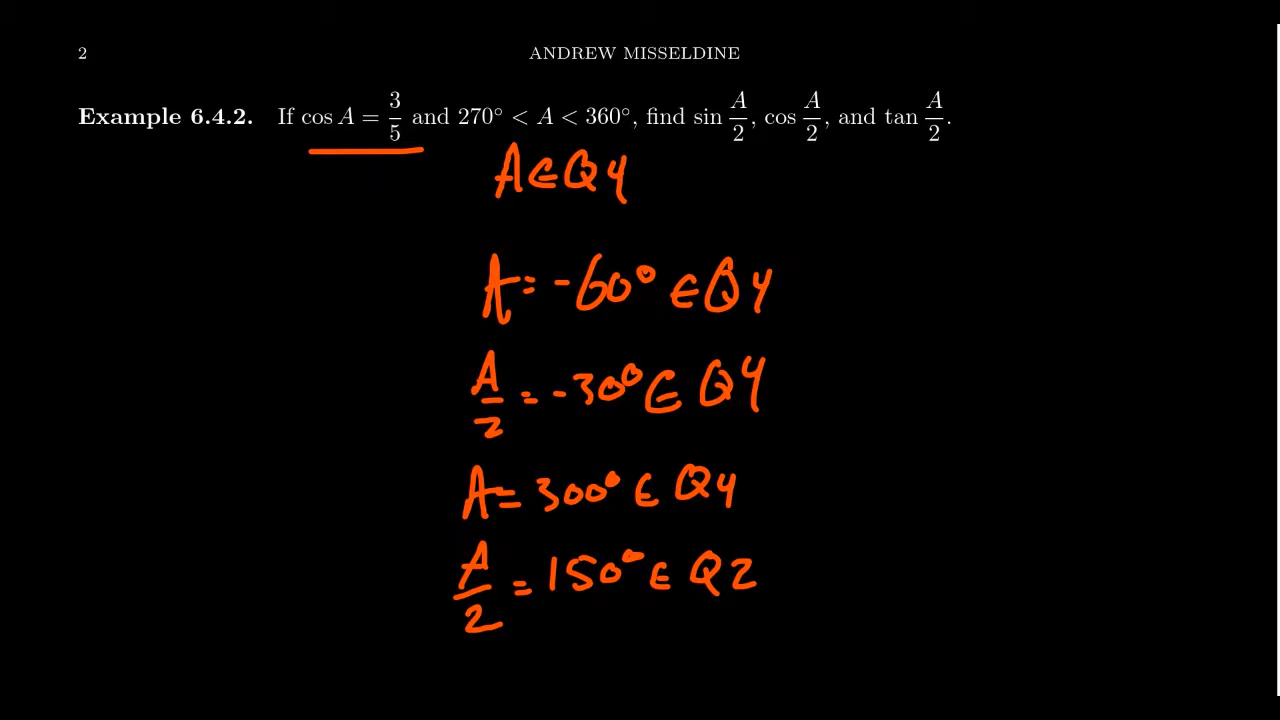 2 ANDREW MISSELDINE
Example 6.4.2. If cos A = 3/5 and 270° < A < 360°, find sin A/2, cos A/2, and tan A/2.
A ∈ Q4
A = -60° ∈ Q4
A/2 = -30° ∈ Q4
A = 300° ∈ Q4
A/2 = 150° ∈ Q2